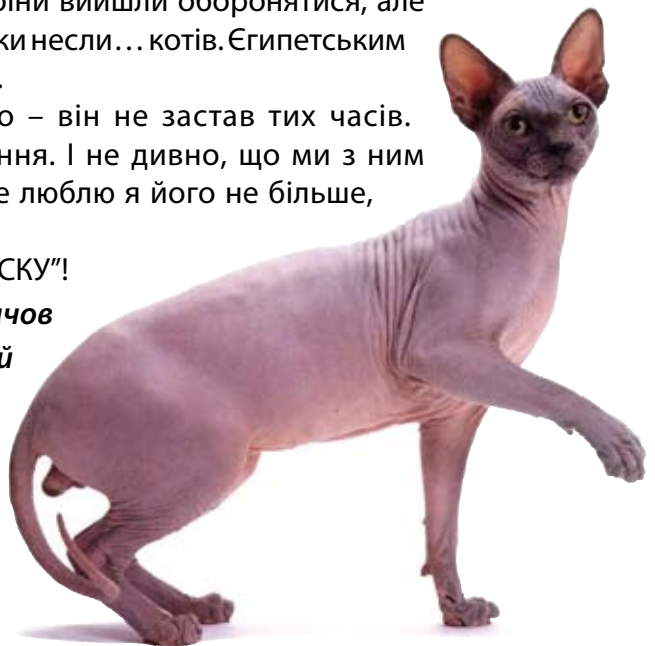 воїни вийшли оборонятися, але
ки несли… котів. Єгипетським
.
о – він не застав тих часів.
ння. І не дивно, що ми з ним
е люблю я його не більше,
СКУ”!
чов
й